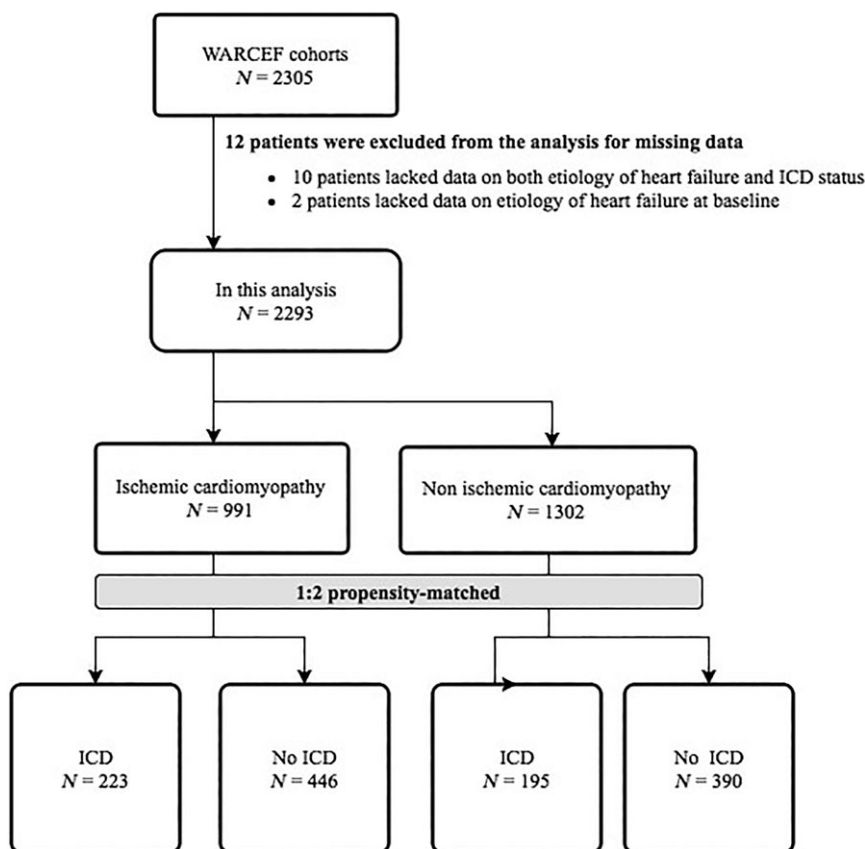 WARCEF cohorts
N = 2305
12 patients were excluded from the analysis for missing data
• 10 patients lacked data on both etiology of heart failure and ICD status
• 2 patients lacked data on etiology of heart failure at baseline
In this analysis
N = 2293
Ischemic cardiomyopathy
N = 991
Non ischemic cardiomyopathy
N = 1302
1:2 propensity-matched
ICD
N = 223
No ICD
N = 446
ICD
N = 195
No ICD
N = 390